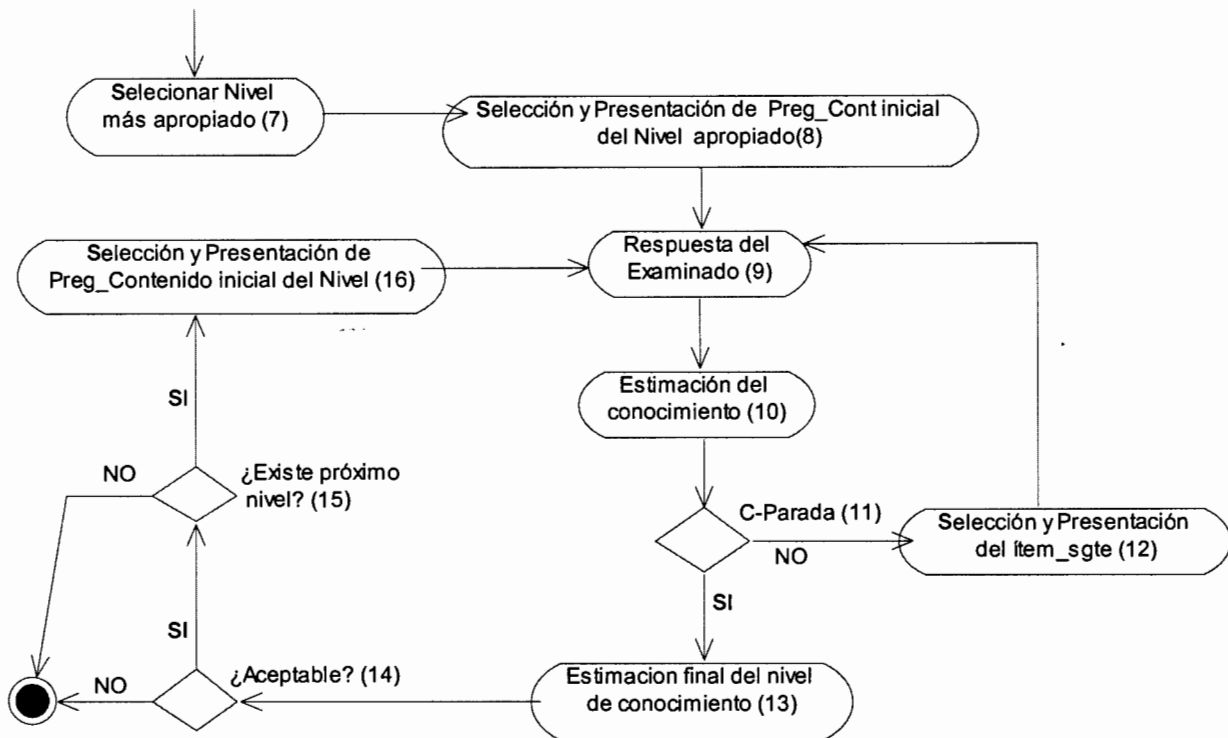 Selecionar Nivel
más apropiado (7)
Selección y Presentación de Preg_Cont inicial
del Nivel apropiado(8)
Selección y Presentación de
Preg_Contenido inicial del Nivel (16)
Respuesta del
Examinado (9)
SI
Estimación del
conocimiento (10)
NO
¿Existe próximo
nivel? (15)
C-Parada (11)
NO
Selección y Presentación
del ítem_sgte (12)
SI
SI
NO
¿Aceptable? (14)
Estimacion final del nivel
de conocimiento (13)